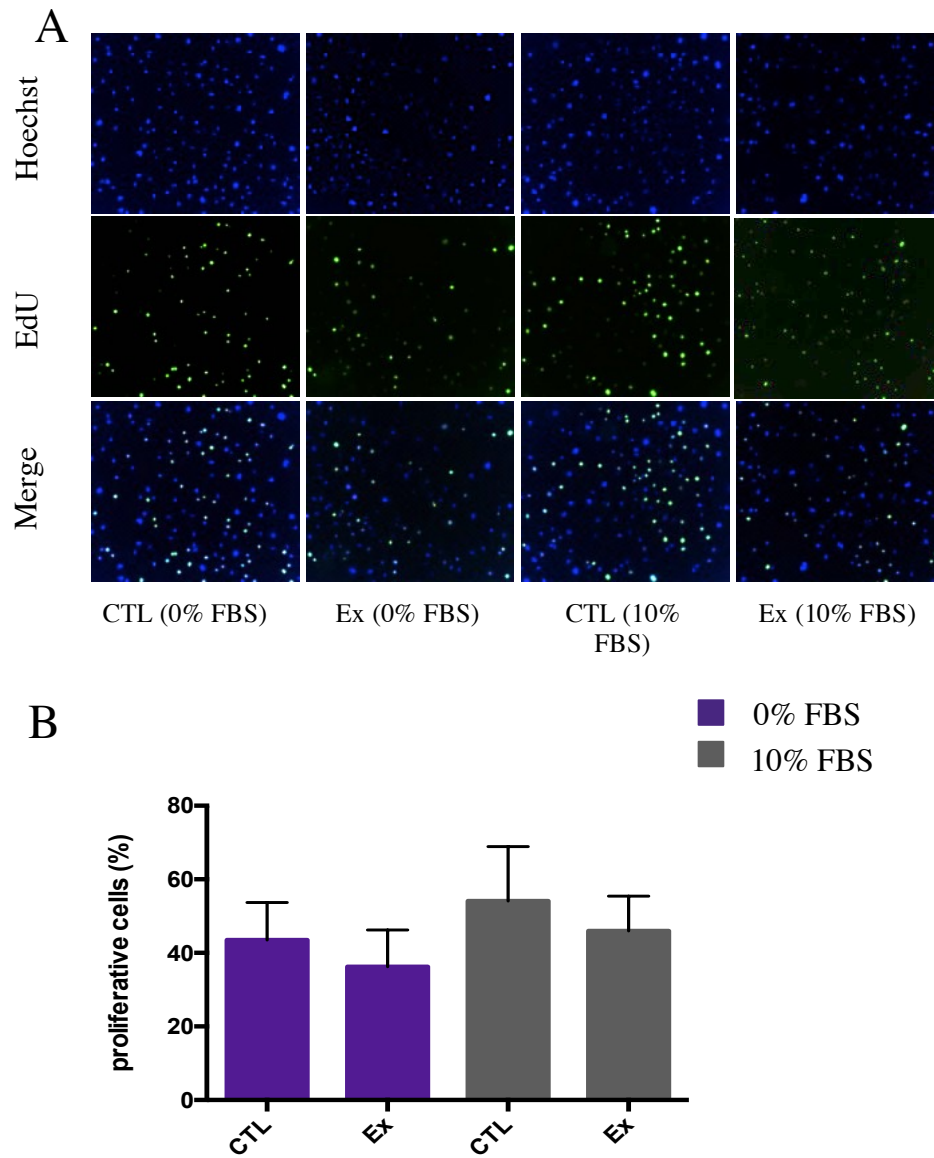 A
Hoechst
EdU
Merge
CTL (0% FBS)
Ex (0% FBS)
CTL (10%
FBS)
Ex (10% FBS)
B
0% FBS
10% FBS
proliferative cells (%)
80
60
40
20
0
CTL
Ex
CTL
Ex